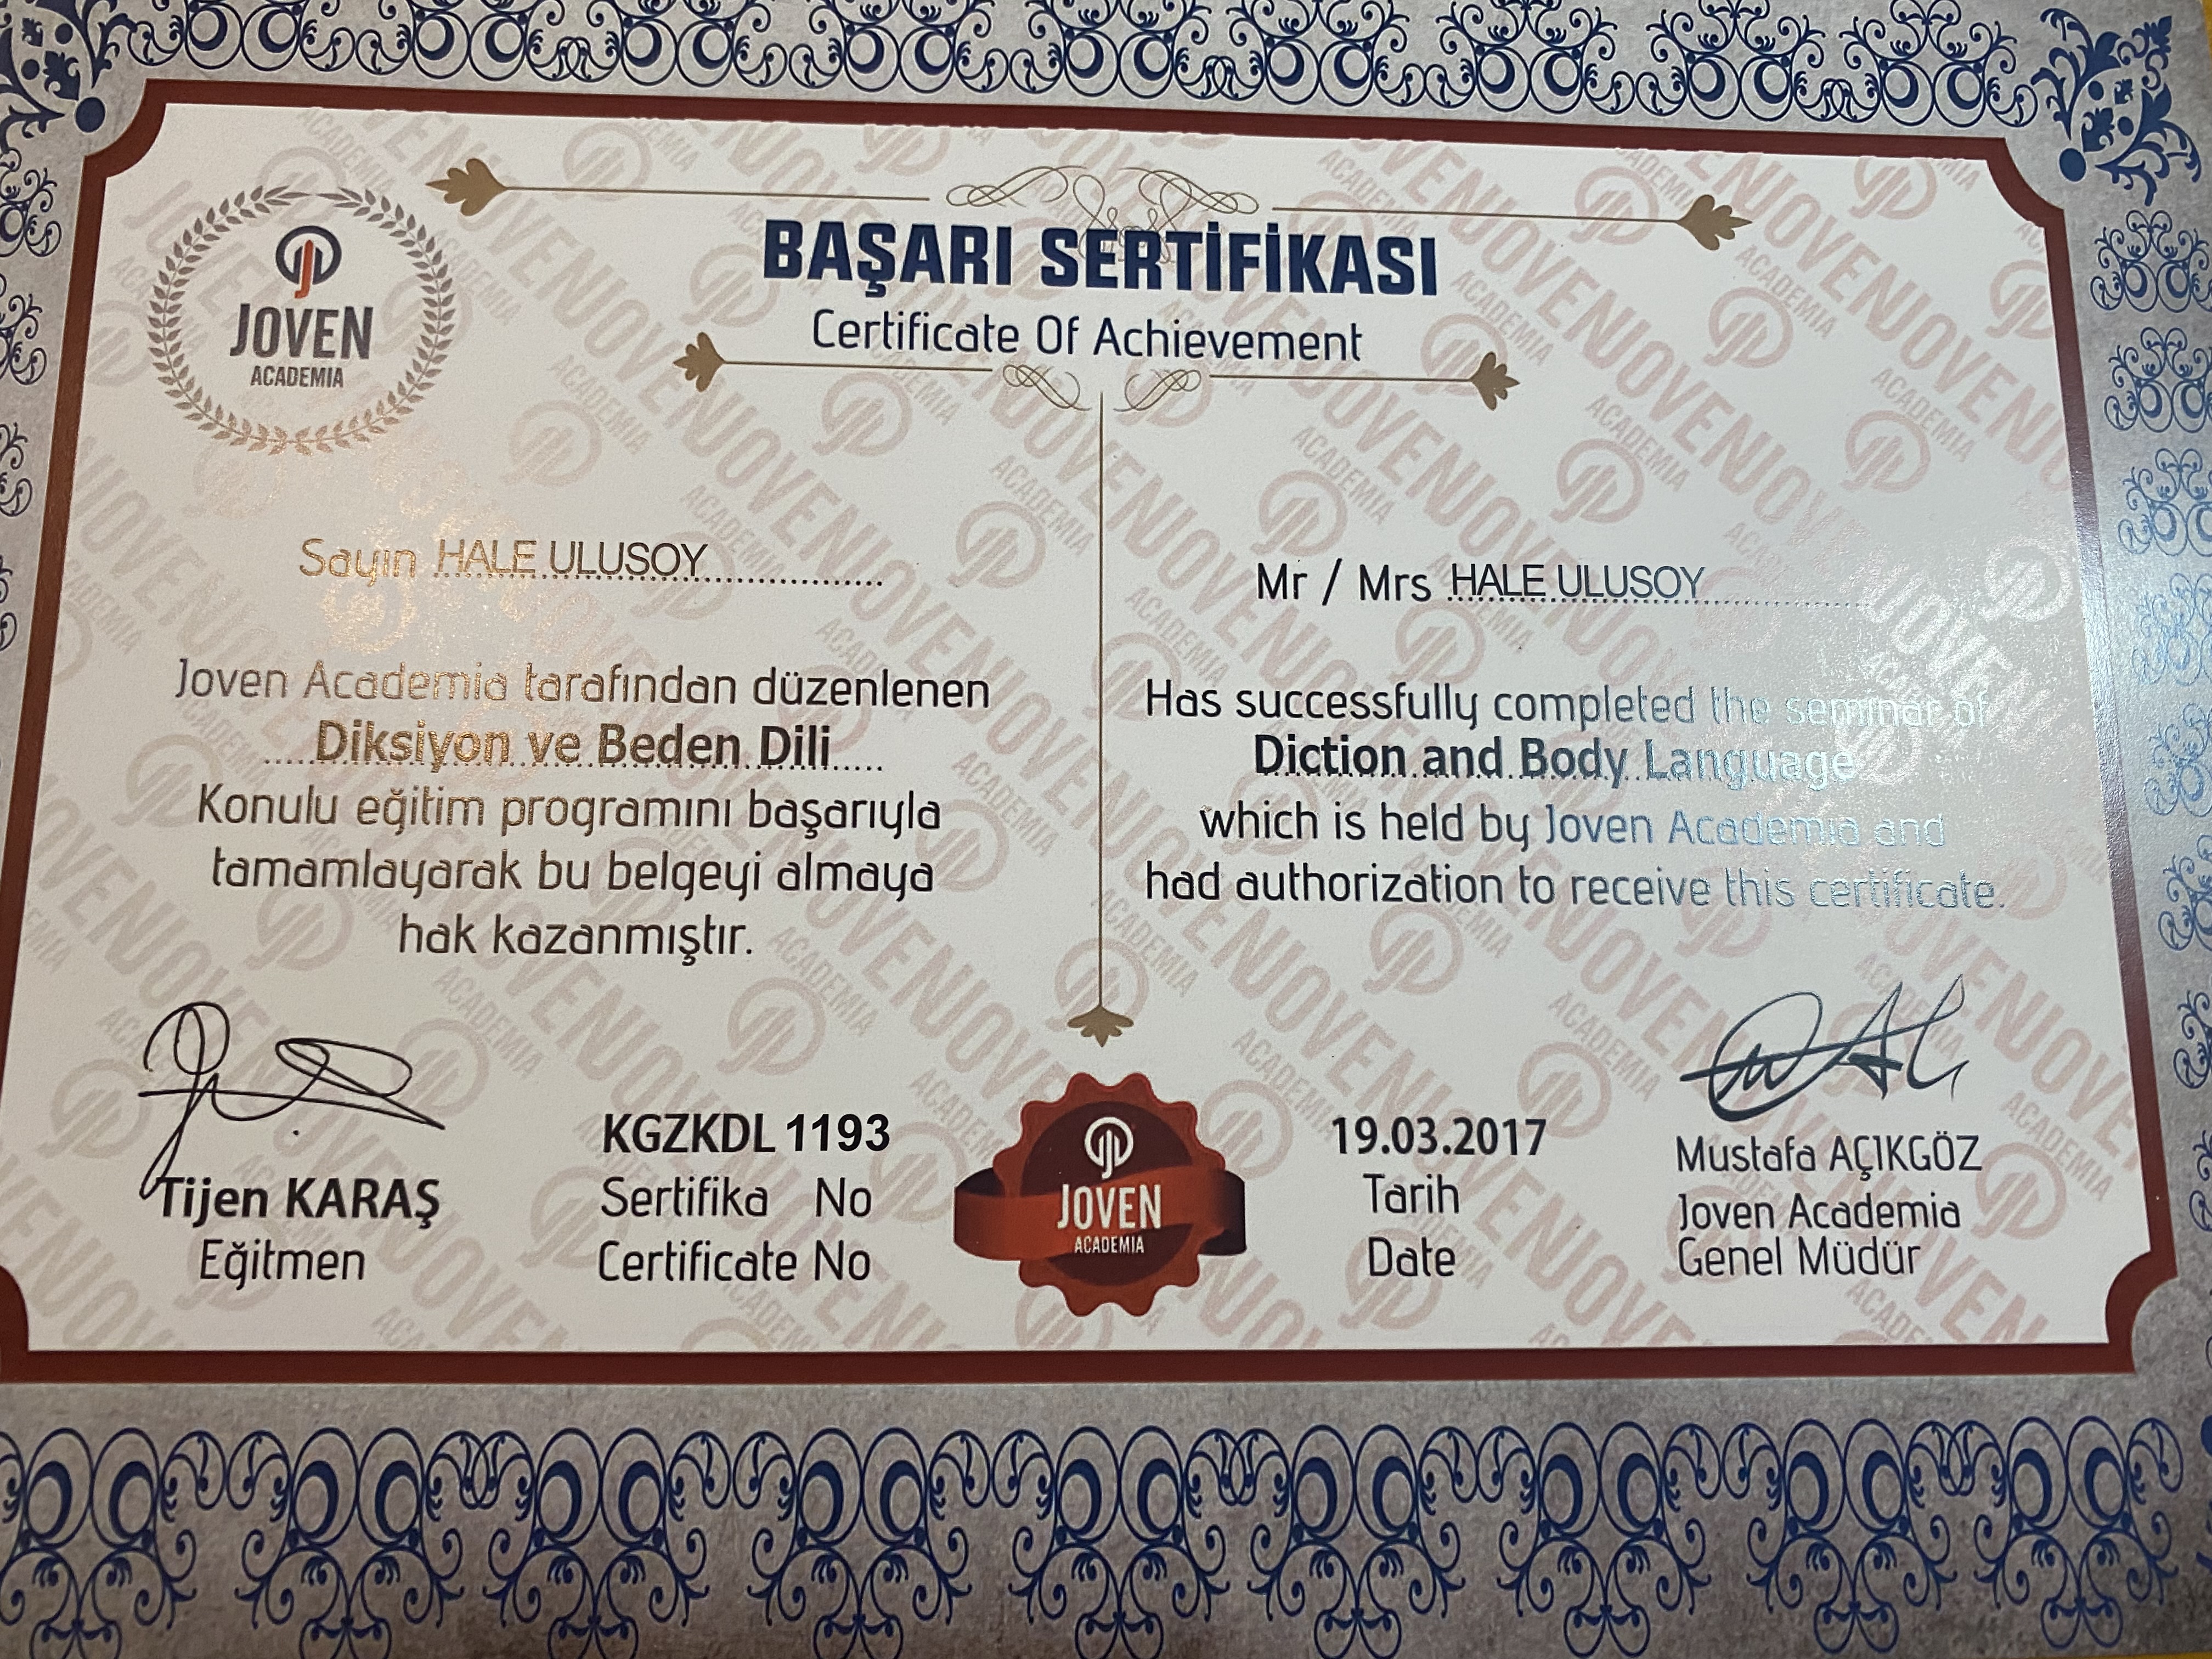 JOVEN
ACADEMIA
BAŞARI SERTİFİKASI
Certificate Of Achievement
Sayın HALE ULUSOY
Joven Academia tarafından düzenlenen
Diksiyon ve Beden Dili
Konulu eğitim programını başarıyla
tamamlayarak bu belgeyi almaya
hak kazanmıştır.
Mr / Mrs HALE ULUSOY
Has successfully completed the seminar of
Diction and Body Language
which is held by Joven Academia and
had authorization to receive this certificate.
Tijen KARAŞ
Eğitmen
KGZKDL 1193
Sertifika No
Certificate No
JOVEN
ACADEMIA
19.03.2017
Tarih
Date
Mustafa AÇIKGÖZ
Joven Academia
Genel Müdür